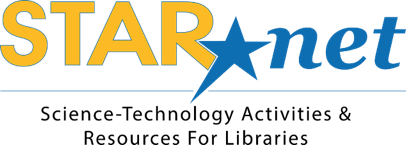 STAR net
Science-Technology Activities &
Resources For Libraries